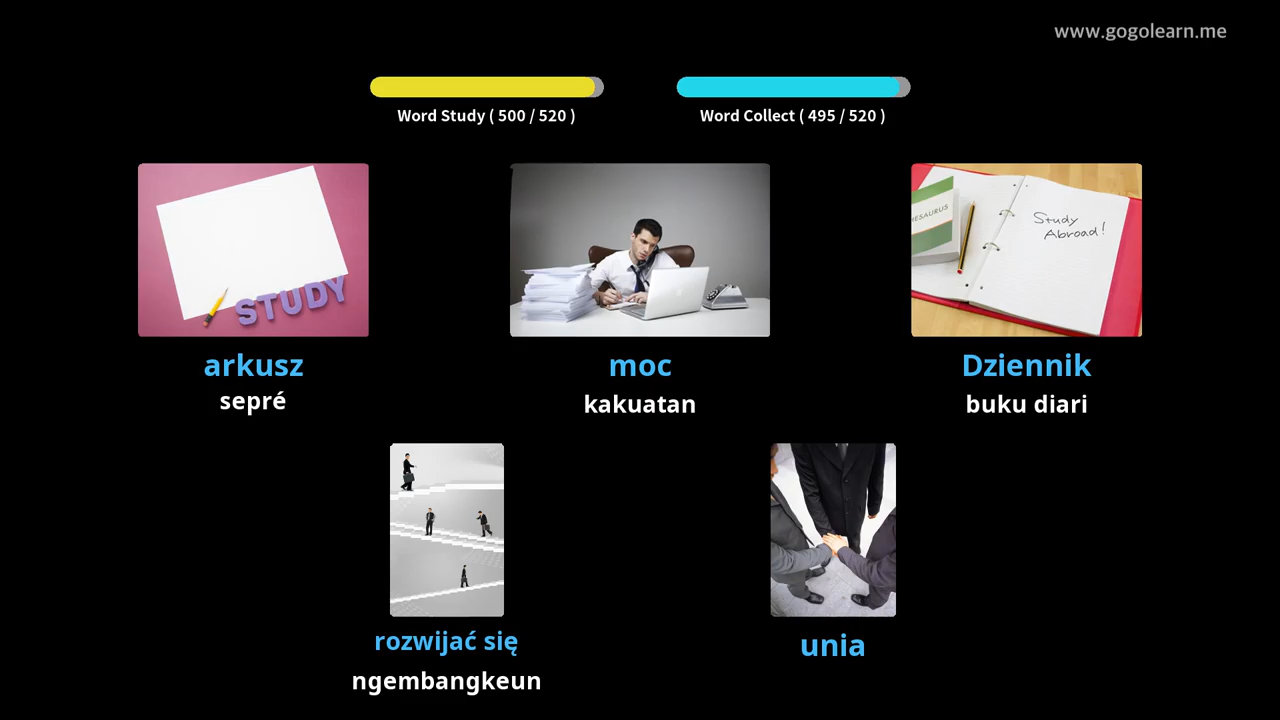 www.gogolearn.me
Word Study ( 500 / 520 )
Word Collect ( 495 / 520 )
THESAURUS
Study
Abroad!
STUDY
arkusz
moc
Dziennik
sepré
kakuatan
buku diari
rozwijać się
unia
ngembangkeun